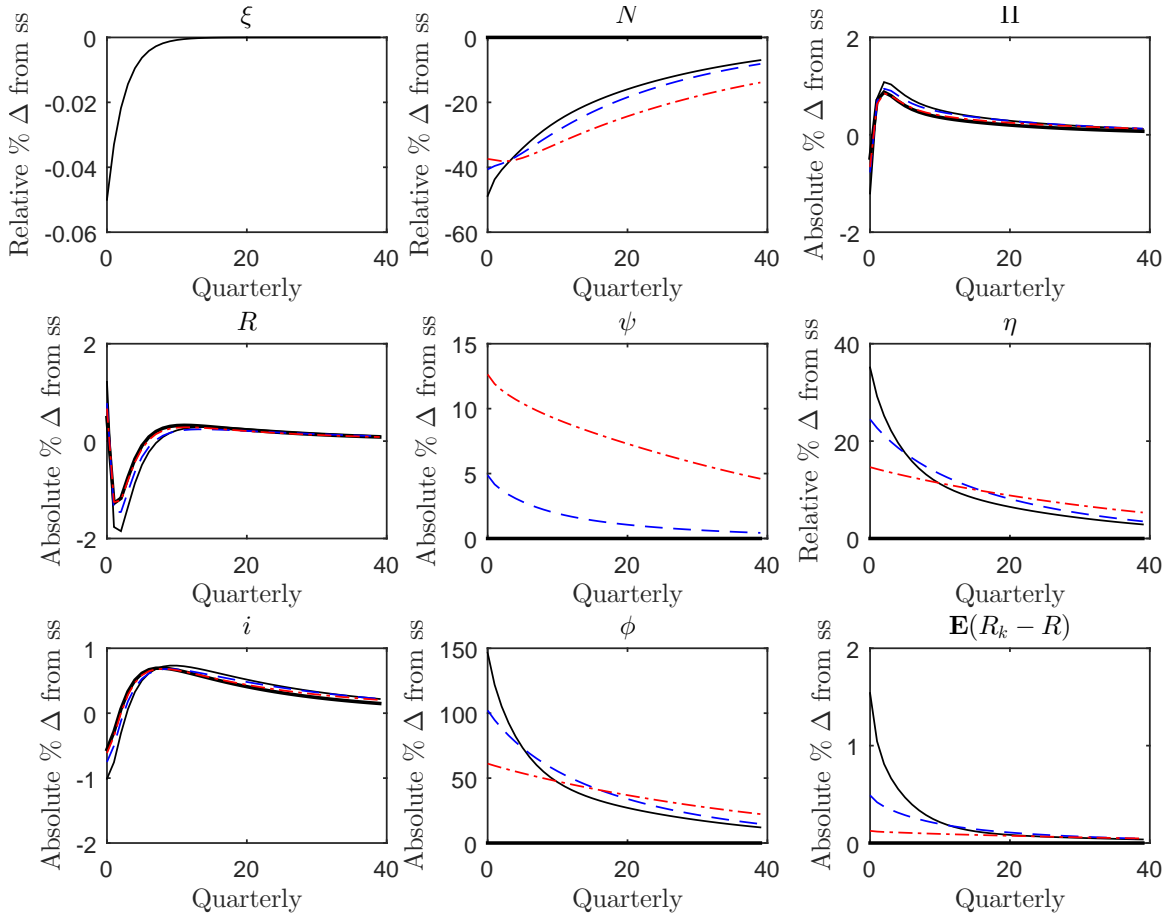 ξ
Relative % Δ from ss
0
-0.02
-0.04
-0.06
0 20 40
Quarterly
N
Relative % Δ from ss
0
-20
-40
-60
0 20 40
Quarterly
Π
Absolute % Δ from ss
2
0
-2
0 20 40
Quarterly
R
Absolute % Δ from ss
2
0
-2
0 20 40
Quarterly
ψ
Absolute % Δ from ss
15
10
5
0
0 20 40
Quarterly
η
Relative % Δ from ss
40
20
0
0 20 40
Quarterly
i
Absolute % Δ from ss
1
0
-1
-2
0 20 40
Quarterly
ϕ
Absolute % Δ from ss
150
100
50
0
0 20 40
Quarterly
E(R_k − R)
Absolute % Δ from ss
2
1
0
0 20 40
Quarterly